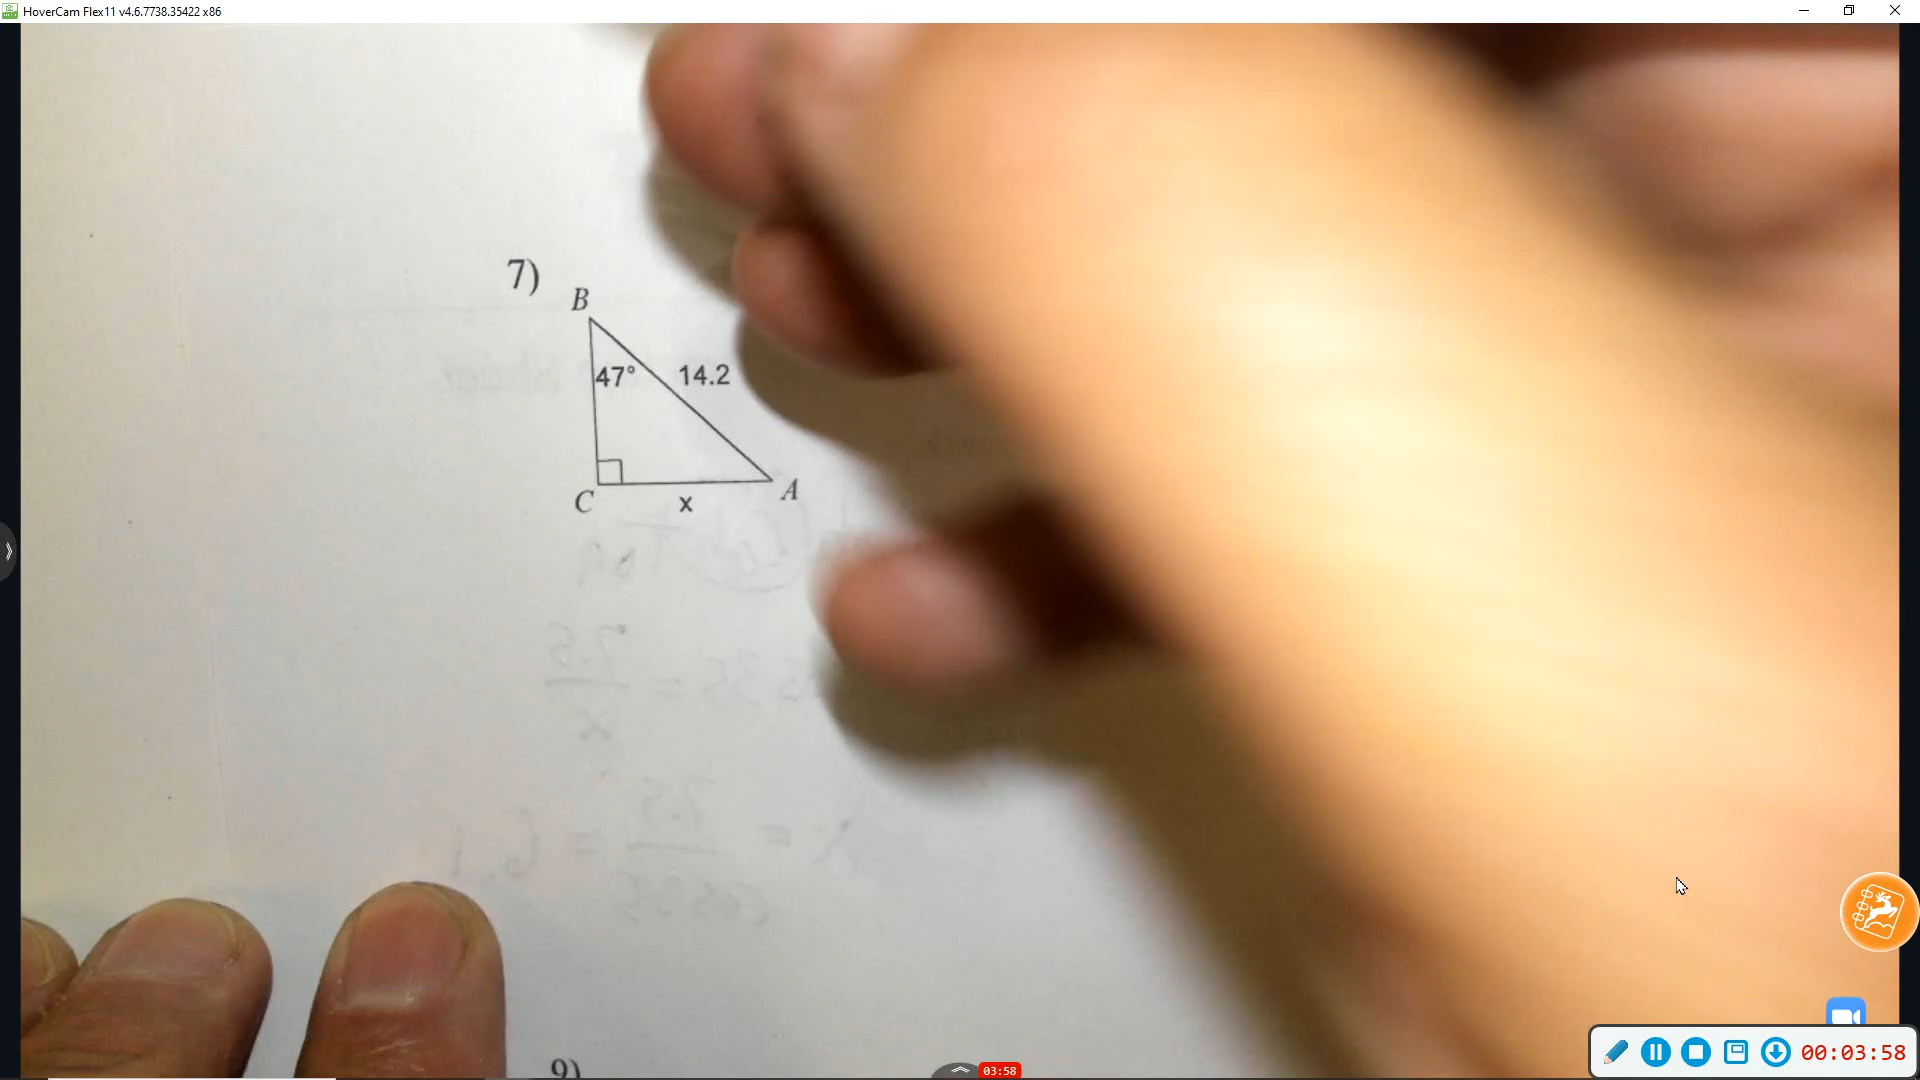 HoverCam Flex11 v4.6.7738.35422 x86
7)
B
47° 14.2
C
x
A
9)
03:58
00:03:58